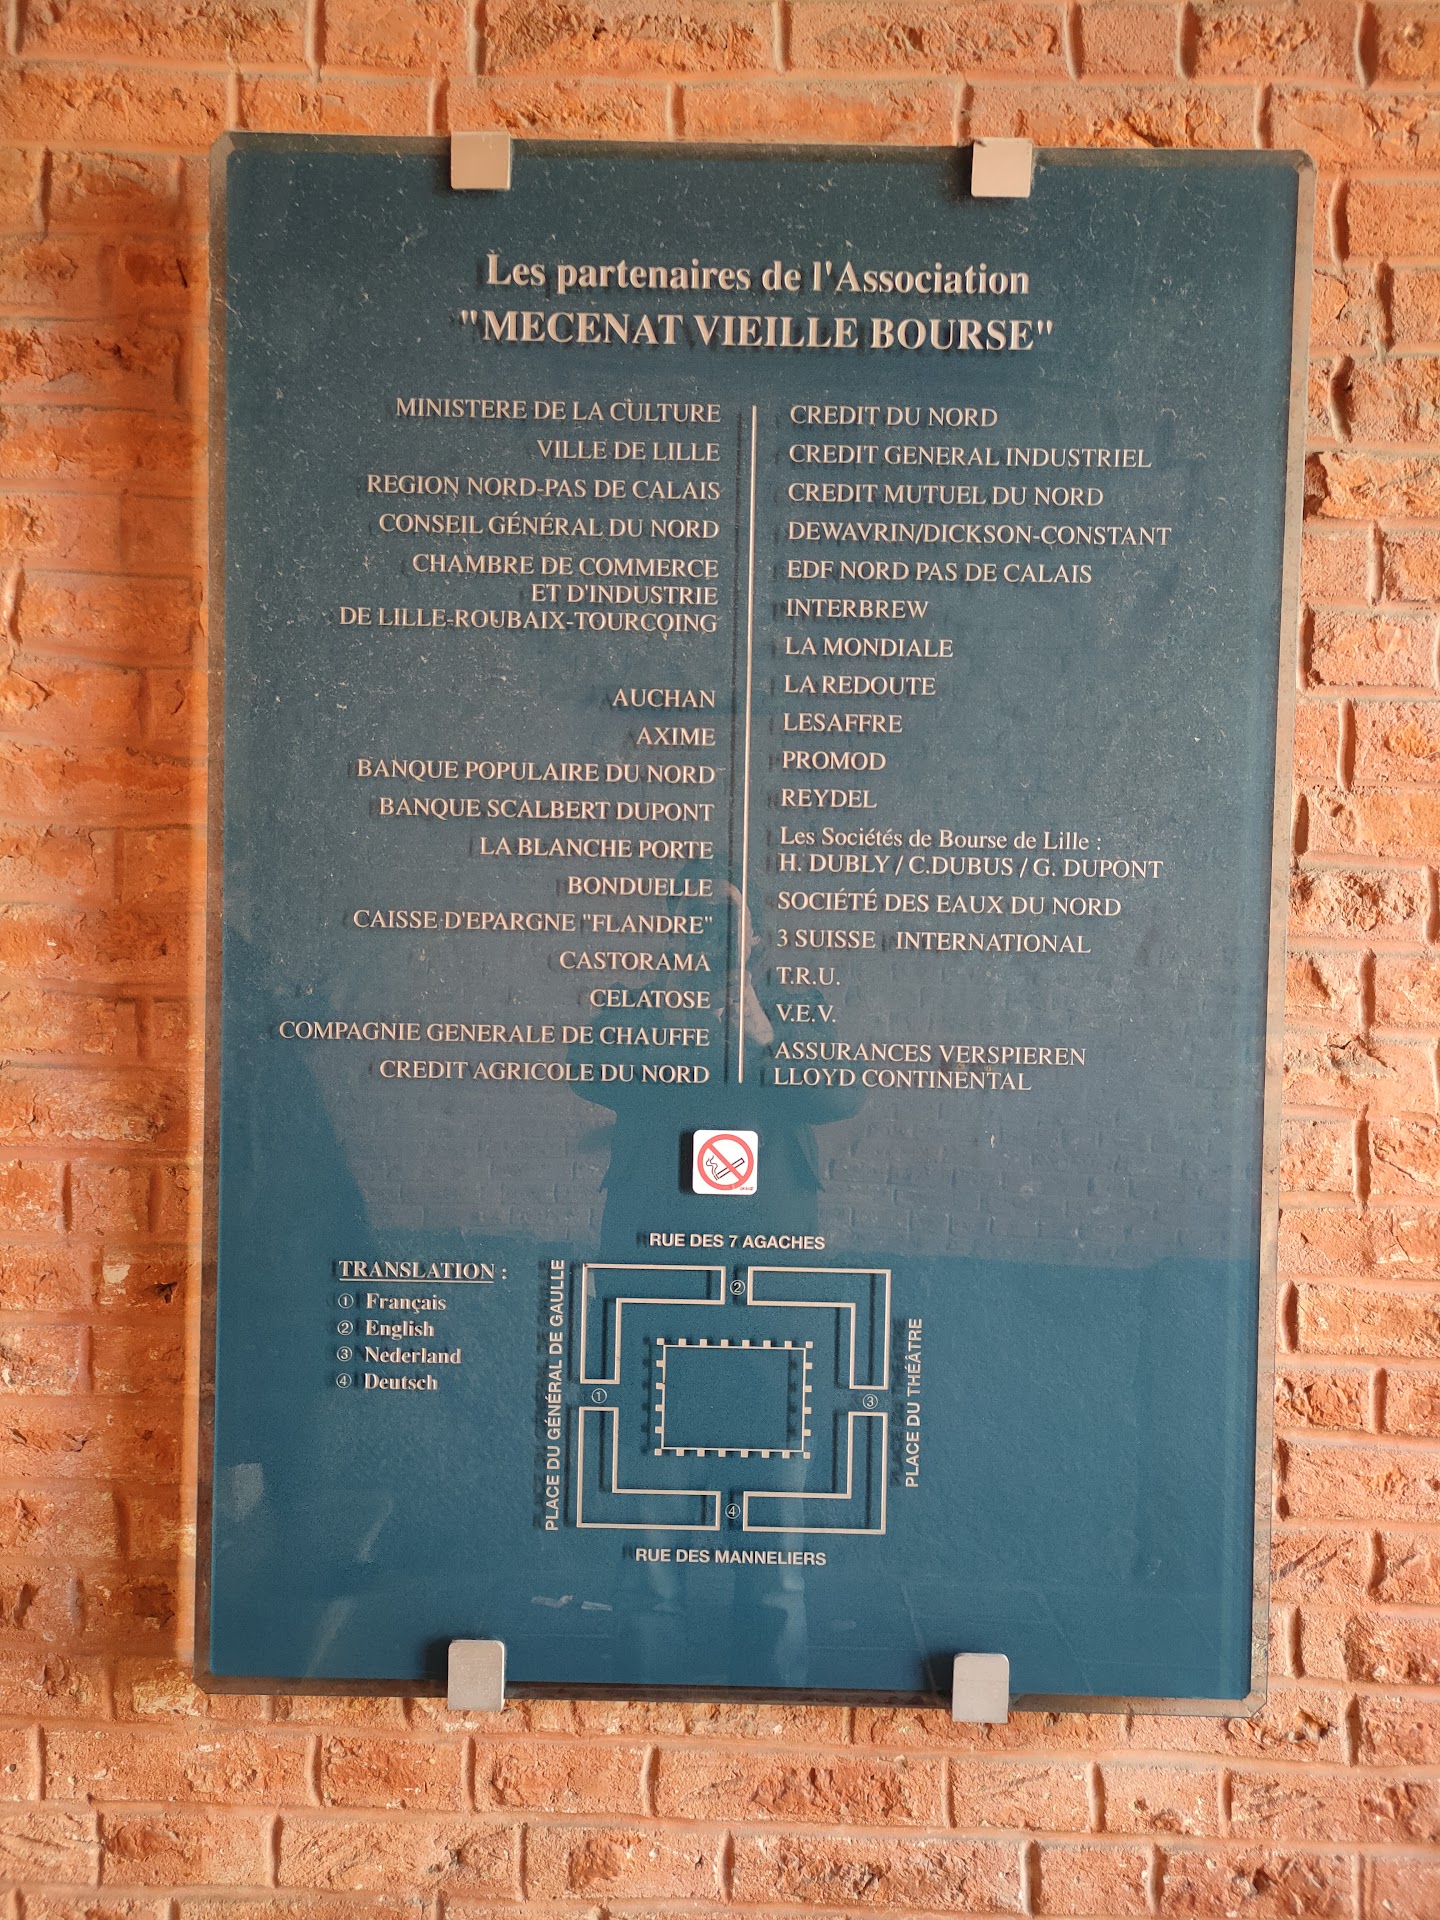 Les partenaires de l'Association
"MECENAT VIEILLE BOURSE"
MINISTERE DE LA CULTURE
VILLE DE LILLE
REGION NORD-PAS DE CALAIS
CONSEIL GÉNÉRAL DU NORD
CHAMBRE DE COMMERCE
ET D'INDUSTRIE
DE LILLE-ROUBAIX-TOURCOING
AUCHAN
AXIME
BANQUE POPULAIRE DU NORD
BANQUE SCALBERT DUPONT
LA BLANCHE PORTE
BONDUELLE
CAISSE D'EPARGNE "FLANDRE"
CASTORAMA
CELATOSE
COMPAGNIE GENERALE DE CHAUFFE
CREDIT AGRICOLE DU NORD
CREDIT DU NORD
CREDIT GENERAL INDUSTRIEL
CREDIT MUTUEL DU NORD
DEWAVRIN/DICKSON-CONSTANT
EDF NORD PAS DE CALAIS
INTERBREW
LA MONDIALE
LA REDOUTE
LESAFFRE
PROMOD
REYDEL
Les Sociétés de Bourse de Lille :
H. DUBLY / C.DUBUS / G. DUPONT
SOCIÉTÉ DES EAUX DU NORD
3 SUISSE INTERNATIONAL
T.R.U.
V.E.V.
ASSURANCES VERSPIEREN
LLOYD CONTINENTAL
TRANSLATION :
① Français
② English
③ Nederland
④ Deutsch
RUE DES 7 AGACHES
PLACE DU GÉNÉRAL DE GAULLE
②
①
③
④
PLACE DU THÉÂTRE
RUE DES MANNELIERS